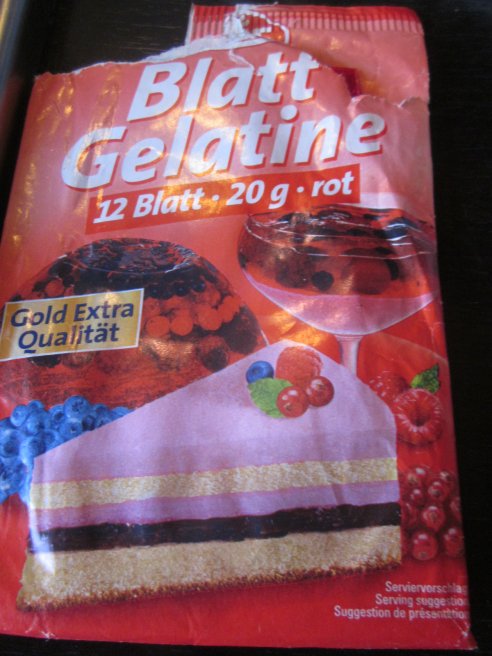 Blatt
Gelatine
12 Blatt · 20 g · rot
Gold Extra
Qualität
Serviervorschlag
Serving suggestion
Suggestion de présentation